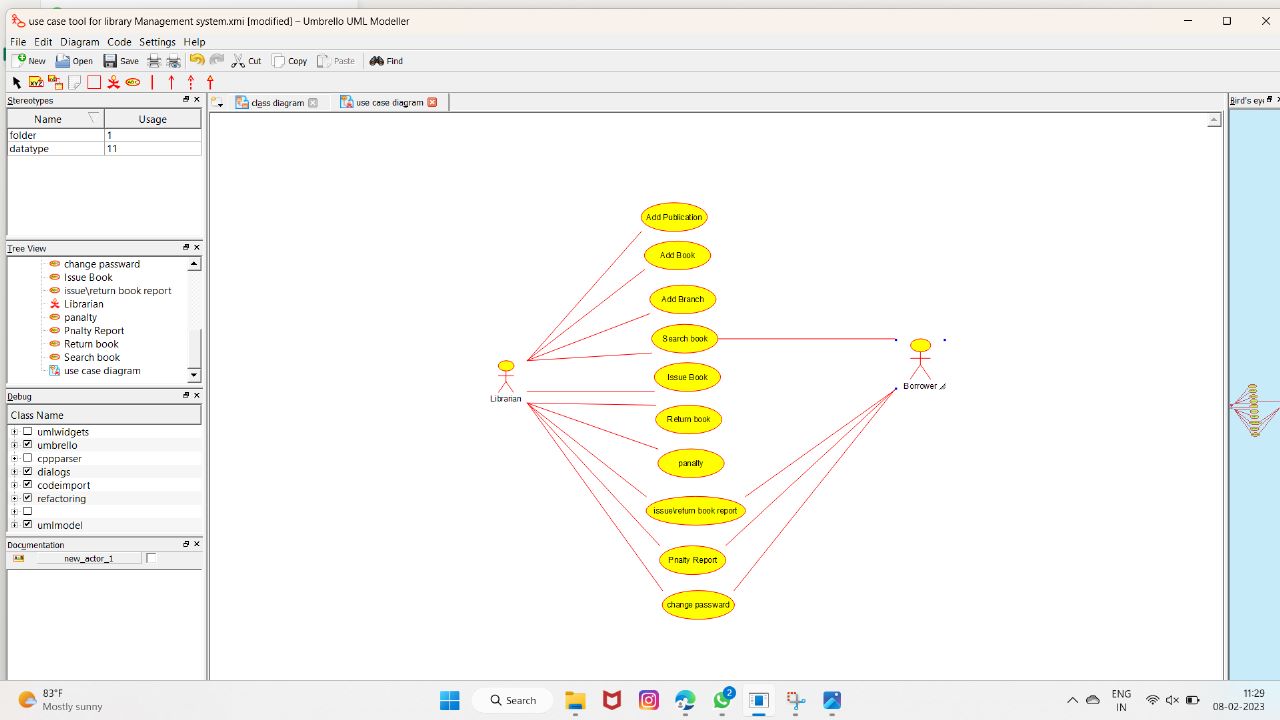 use case tool for library Management system.xmi [modified] – Umbrello UML Modeller
File Edit Diagram Code Settings Help
New Open Save Cut Copy Paste Find
Stereotypes
Name Usage
folder 1
datatype 11
Tree View
change passward
Issue Book
issue\return book report
Librarian
panalty
Pnalty Report
Return book
Search book
use case diagram
Debug
Class Name
umlwidgets
umbrello
cppparser
dialogs
codeimport
refactoring
umlmodel
Documentation
new_actor_1
class diagram use case diagram
Add Publication
Add Book
Add Branch
Search book
Issue Book
Return book
panalty
issue\return book report
Pnalty Report
change passward
Librarian
Borrower
Bird's ey
83°F
Mostly sunny
Search
2
ENG
IN
11:29
08-02-2023